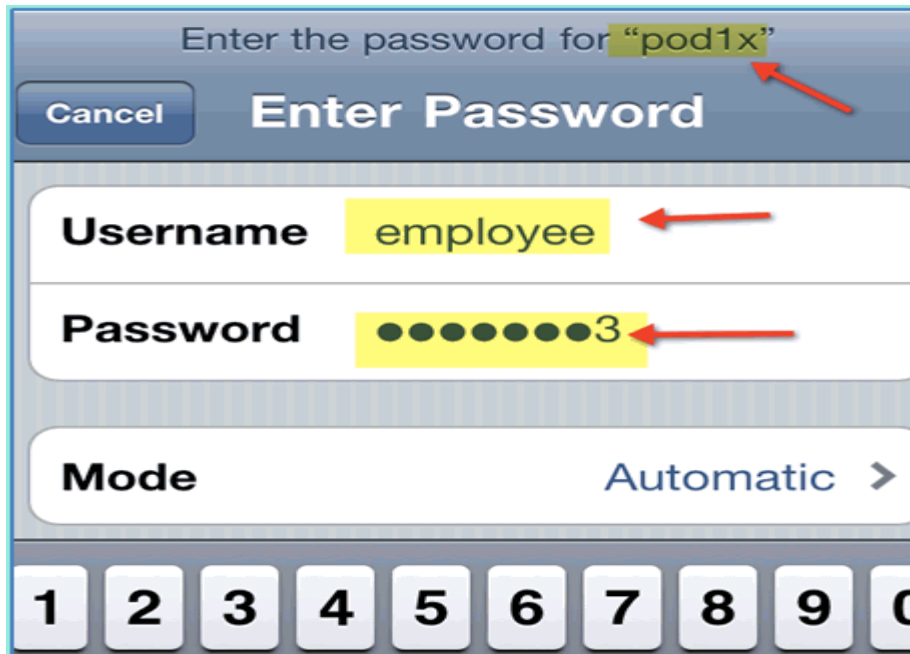 Enter the password for “pod1x”
Cancel Enter Password
Username employee
Password ●●●●●●●3
Mode Automatic >
1 2 3 4 5 6 7 8 9 0